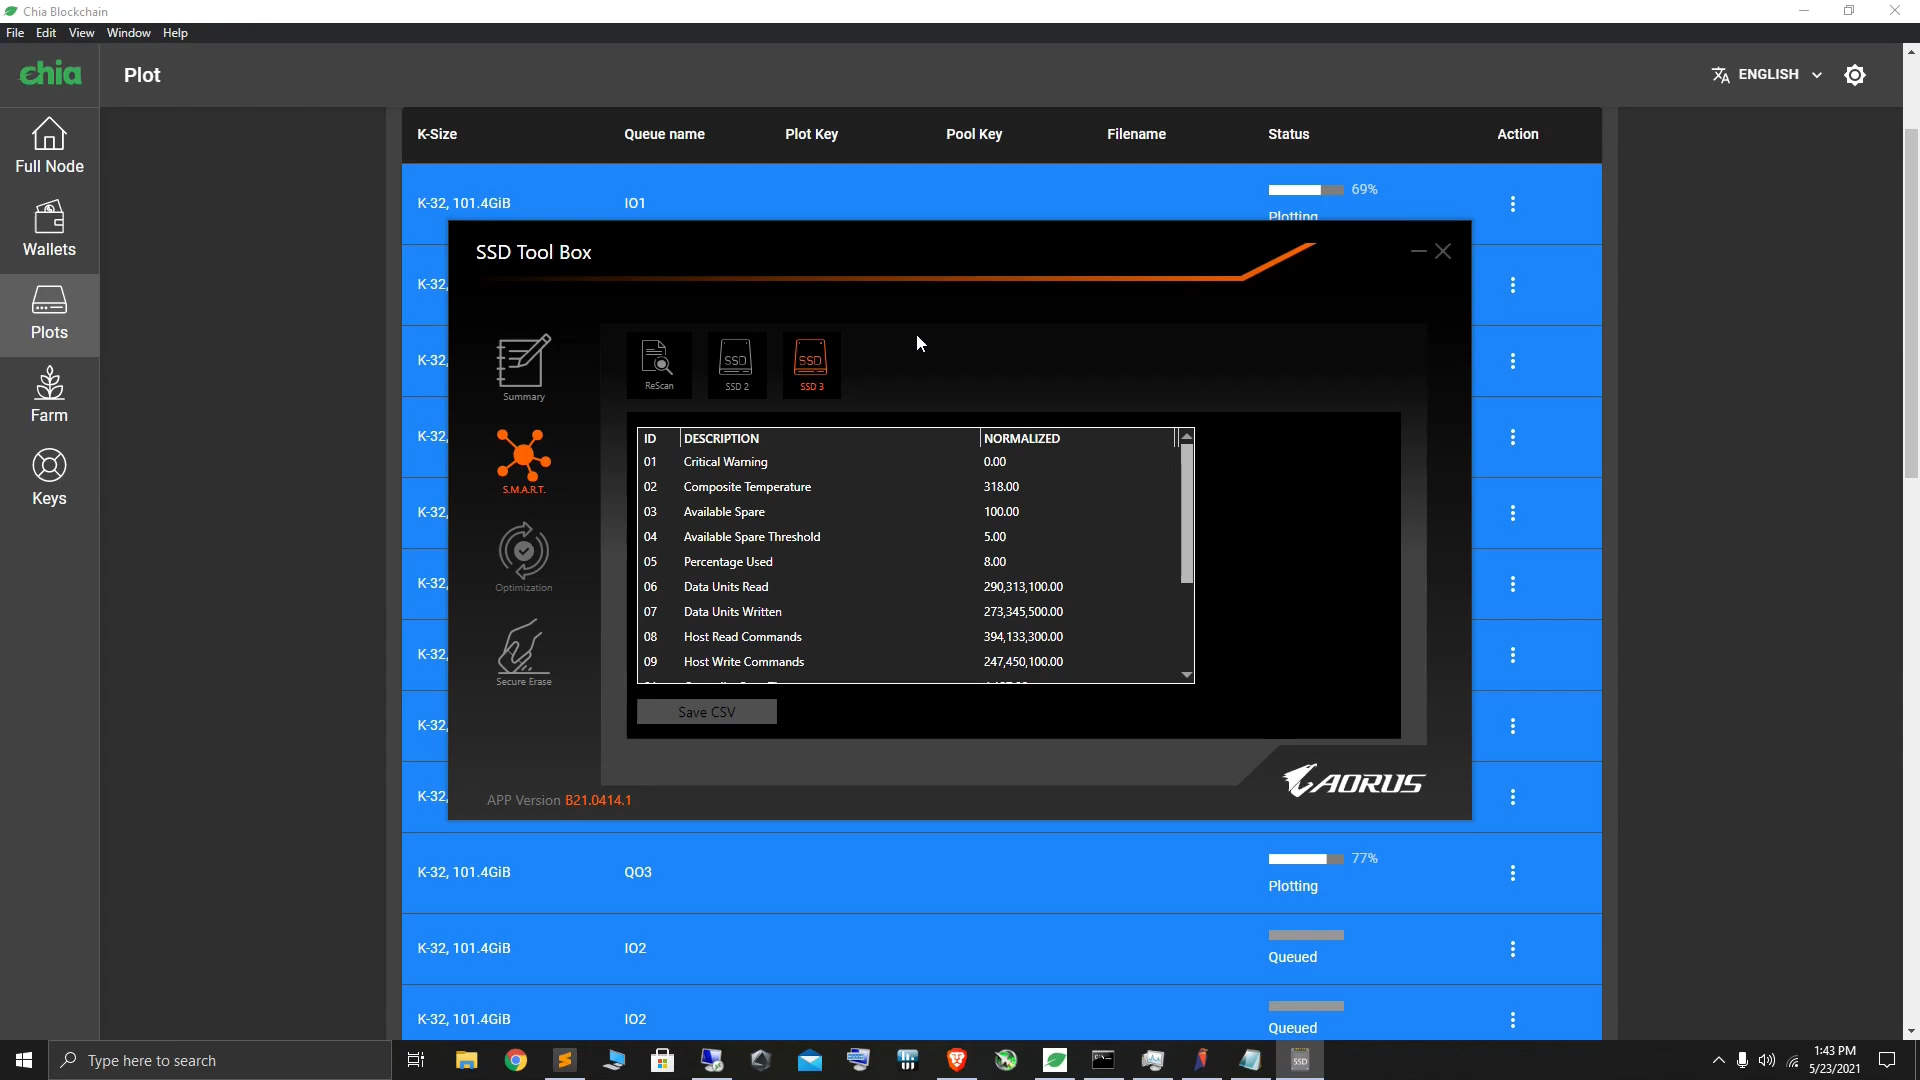 Chia Blockchain
File Edit View Window Help
chia
Plot
ENGLISH
Full Node
Wallets
Plots
Farm
Keys
K-Size Queue name Plot Key Pool Key Filename Status Action
K-32, 101.4GiB IO1 69%
Plotting
K-32,
K-32,
K-32,
K-32,
K-32,
K-32,
K-32,
K-32,
SSD Tool Box
Summary
S.M.A.R.T.
Optimization
Secure Erase
ReScan
SSD
SSD 2
SSD
SSD 3
ID DESCRIPTION NORMALIZED
01 Critical Warning 0.00
02 Composite Temperature 318.00
03 Available Spare 100.00
04 Available Spare Threshold 5.00
05 Percentage Used 8.00
06 Data Units Read 290,313,100.00
07 Data Units Written 273,345,500.00
08 Host Read Commands 394,133,300.00
09 Host Write Commands 247,450,100.00
Save CSV
AORUS
APP Version B21.0414.1
K-32, 101.4GiB QO3 77%
Plotting
K-32, 101.4GiB IO2
Queued
K-32, 101.4GiB IO2
Queued
Type here to search
SSD
1:43 PM
5/23/2021